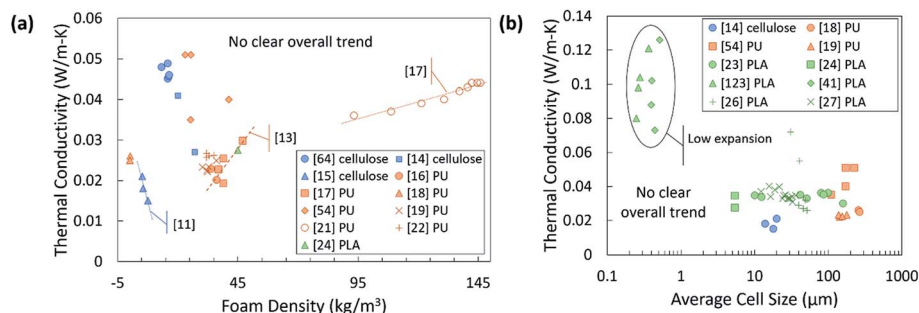 (a)
Thermal Conductivity (W/m-K)
0.06
0.05
0.04
0.03
0.02
0.01
0
No clear overall trend
[17]
[13]
[11]
[64] cellulose
[14] cellulose
[15] cellulose
[16] PU
[17] PU
[18] PU
[54] PU
[19] PU
[21] PU
[22] PU
[24] PLA
-5
45
95
145
Foam Density (kg/m³)
(b)
Thermal Conductivity (W/m-K)
0.14
0.12
0.1
0.08
0.06
0.04
0.02
0
[14] cellulose
[18] PU
[54] PU
[19] PU
[23] PLA
[24] PLA
[123] PLA
[41] PLA
[26] PLA
[27] PLA
Low expansion
No clear
overall trend
0.1
1
10
100
1000
Average Cell Size (µm)